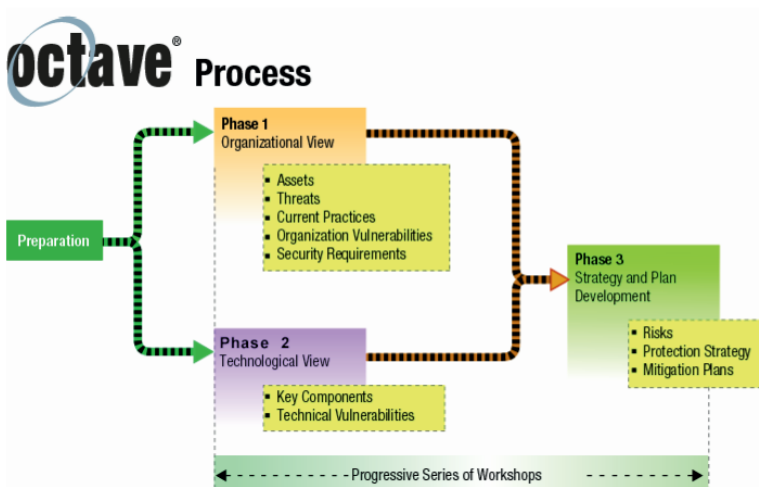 octave® Process
Phase 1
Organizational View
▪ Assets
▪ Threats
▪ Current Practices
▪ Organization Vulnerabilities
▪ Security Requirements
Preparation
Phase 2
Technological View
▪ Key Components
▪ Technical Vulnerabilities
Phase 3
Strategy and Plan
Development
▪ Risks
▪ Protection Strategy
▪ Mitigation Plans
Progressive Series of Workshops